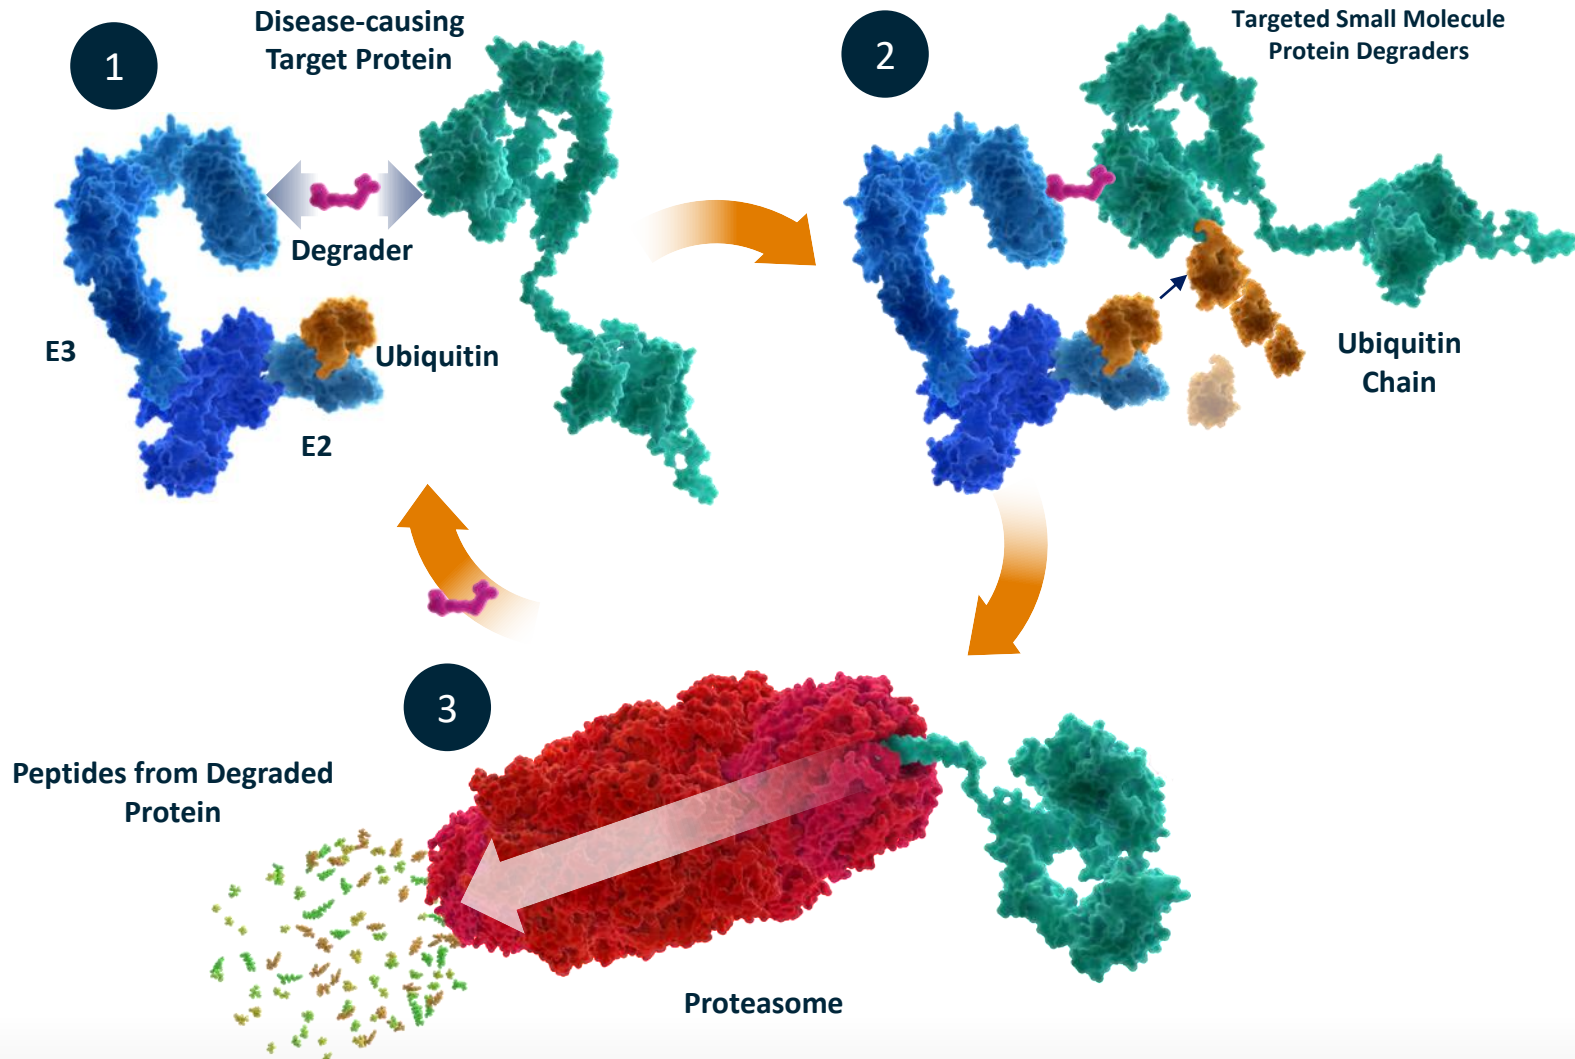 1
Disease-causing
Target Protein
Degrader
E3
Ubiquitin
E2
2
Targeted Small Molecule
Protein Degraders
Ubiquitin
Chain
3
Peptides from Degraded
Protein
Proteasome